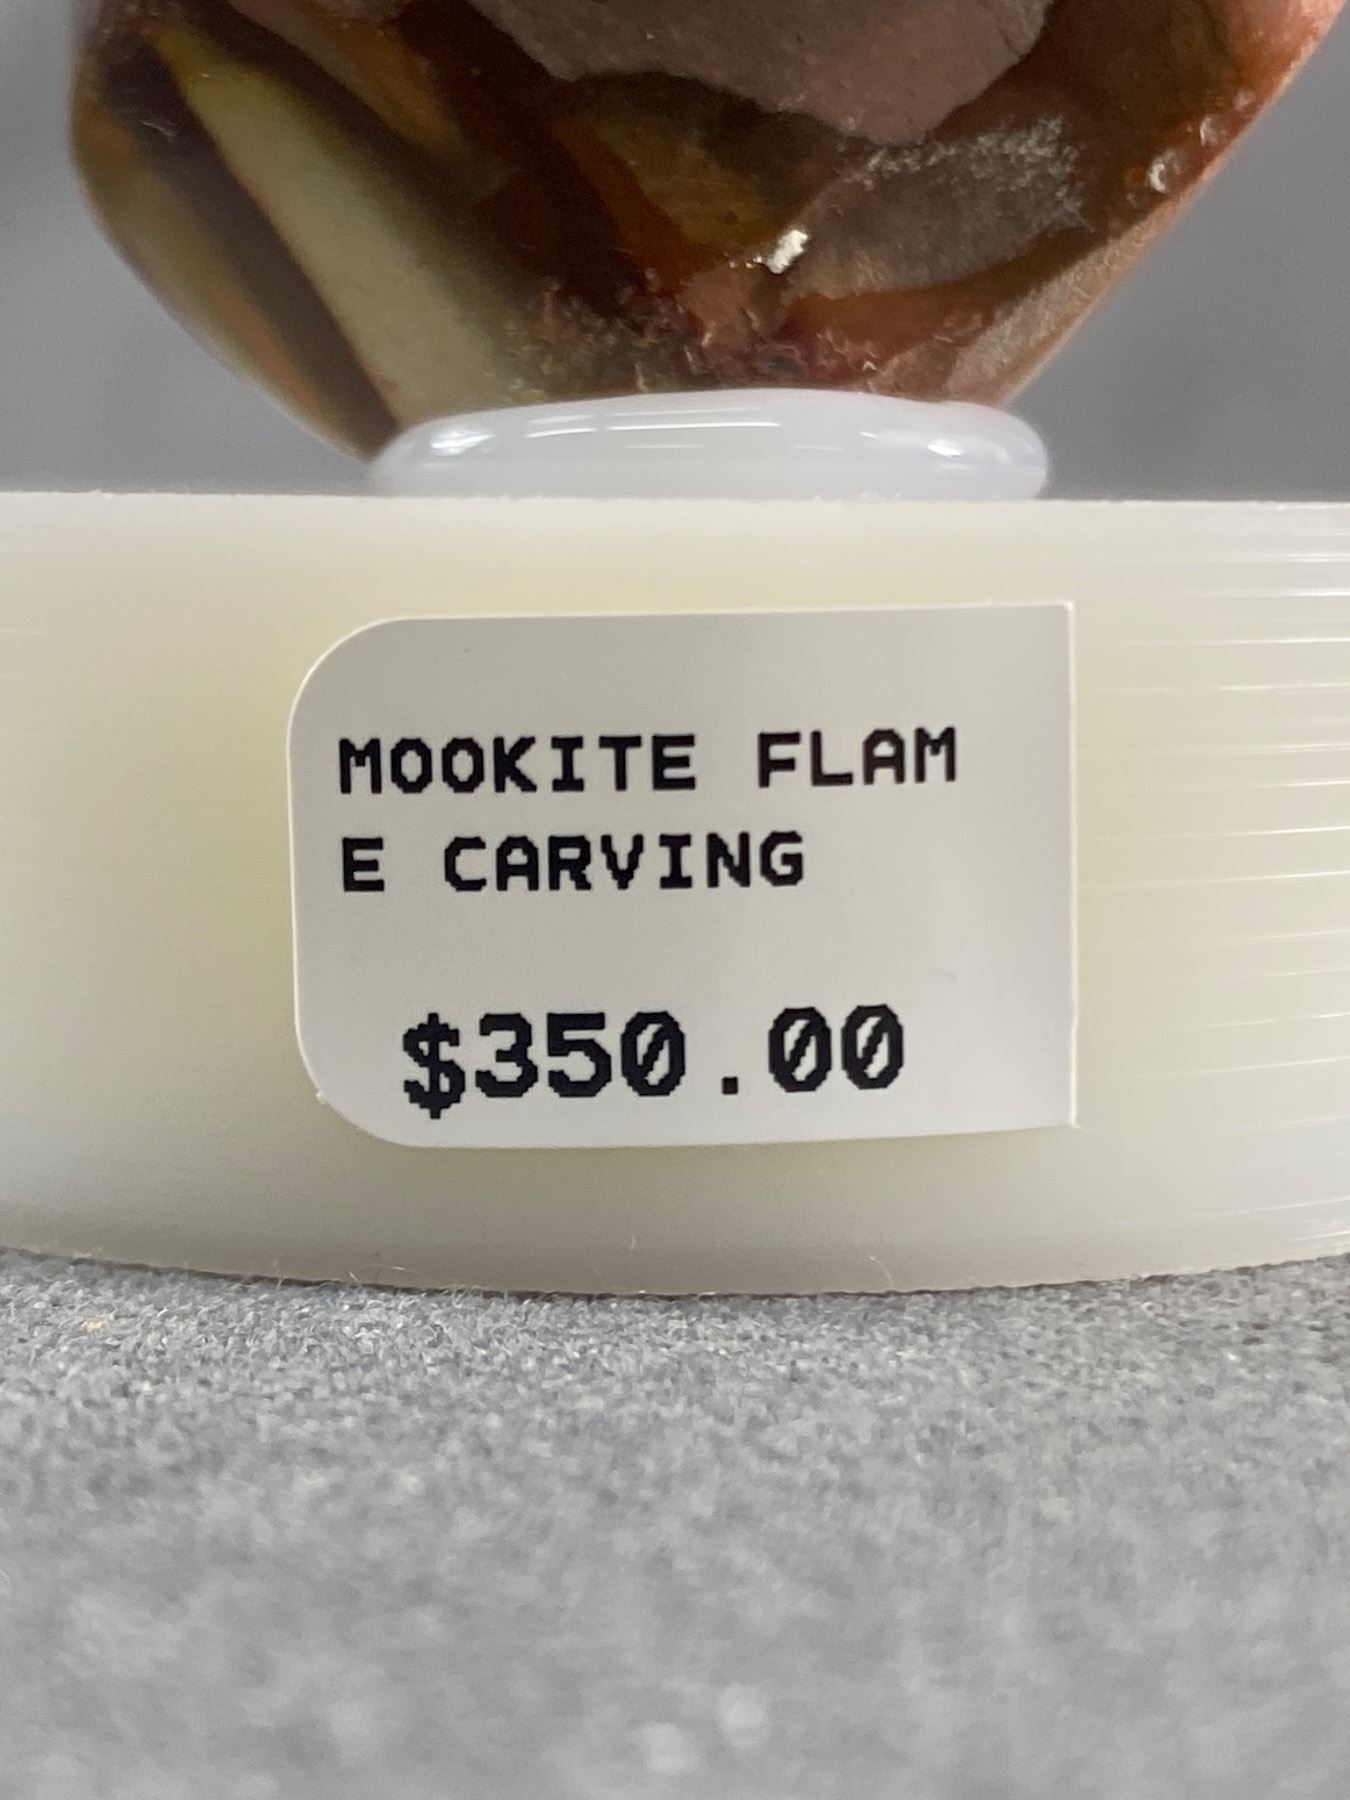 MOOKITE FLAM
E CARVING
$350.00